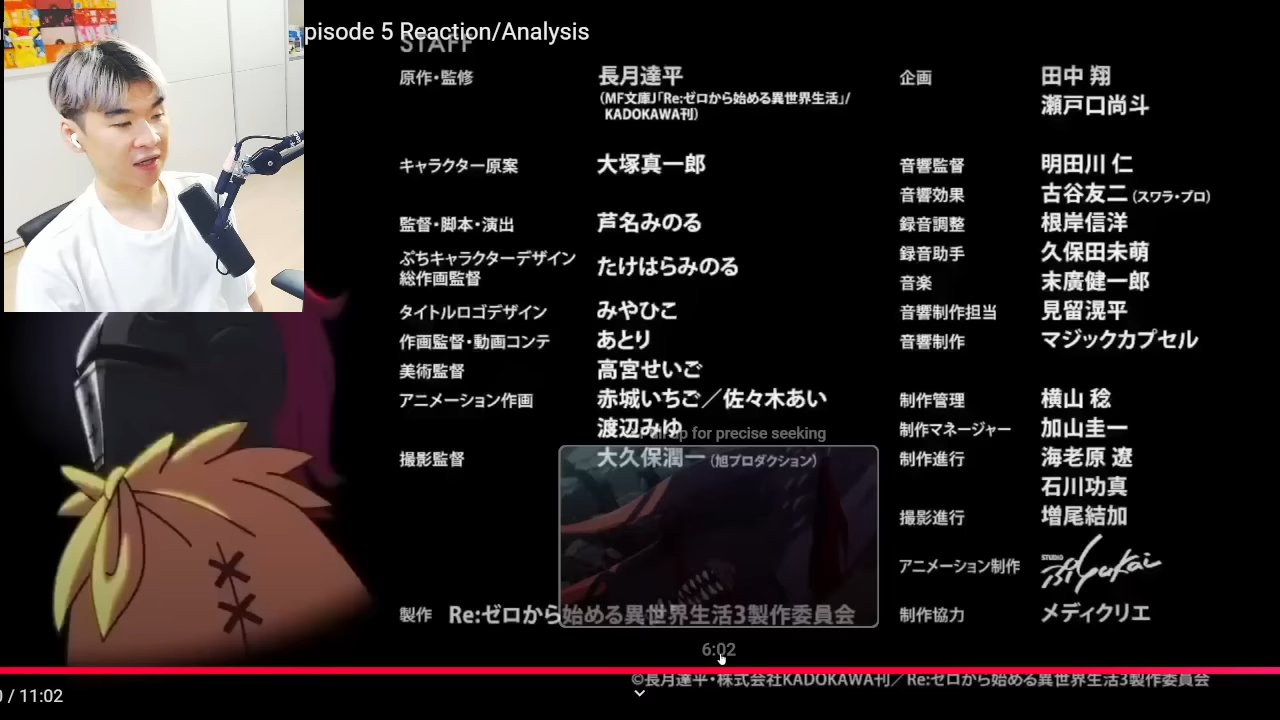 pisode 5 Reaction/Analysis
STAFF
原作・監修 長月達平
（MF文庫J「Re:ゼロから始める異世界生活」/
KADOKAWA刊）
キャラクター原案 大塚真一郎
監督・脚本・演出 芦名みのる
ぷちキャラクターデザイン
総作画監督 たけはらみのる
タイトルロゴデザイン みやひこ
作画監督・動画コンテ あとり
美術監督 高宮せいご
アニメーション作画 赤城いちご／佐々木あい
渡辺みゆ
up for precise seeking
撮影監督 大久保潤一（旭プロダクション）
製作 Re:ゼロから始める異世界生活3製作委員会
企画 田中 翔
瀬戸口尚斗
音響監督 明田川 仁
音響効果 古谷友二（スワラ・プロ）
録音調整 根岸信洋
録音助手 久保田未萌
音楽 末廣健一郎
音響制作担当 見留滉平
音響制作 マジックカプセル
制作管理 横山 稔
制作マネージャー 加山圭一
制作進行 海老原 遼
石川功真
撮影進行 増尾結加
アニメーション制作 STUDIO ぷYukai
制作協力 メディクリエ
6:02
©長月達平・株式会社KADOKAWA刊／Re:ゼロから始める異世界生活3製作委員会
/ 11:02